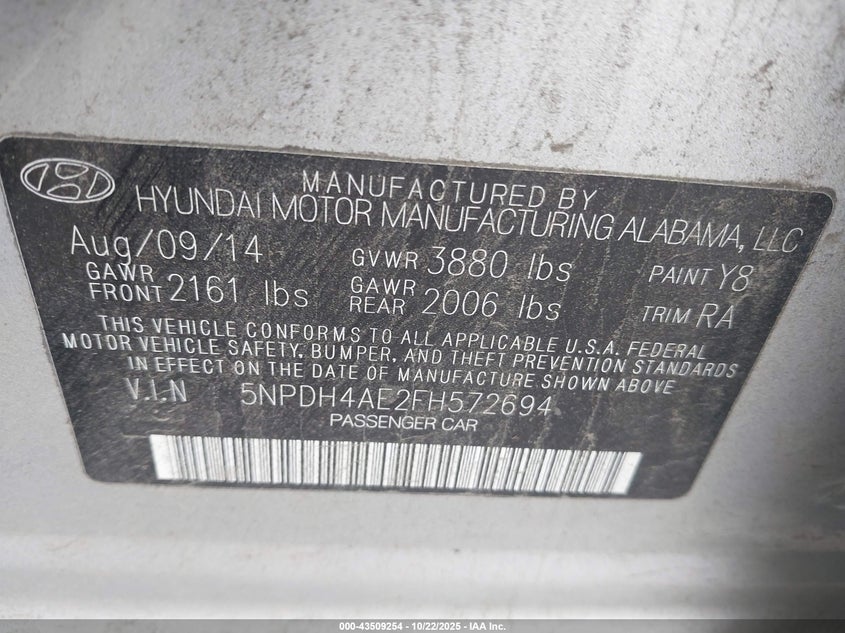 MANUFACTURED BY
HYUNDAI MOTOR MANUFACTURING ALABAMA, LLC
Aug/09/14 GVWR 3880 lbs PAINT Y8
GAWR FRONT 2161 lbs GAWR REAR 2006 lbs TRIM RA
THIS VEHICLE CONFORMS TO ALL APPLICABLE U.S.A. FEDERAL
MOTOR VEHICLE SAFETY, BUMPER, AND THEFT PREVENTION STANDARDS
IN EFFECT ON THE DATE OF MANUFACTURE SHOWN ABOVE
V.I.N 5NPDH4AE2FH572694
PASSENGER CAR
000-43509254 - 10/22/2025 - IAA Inc.